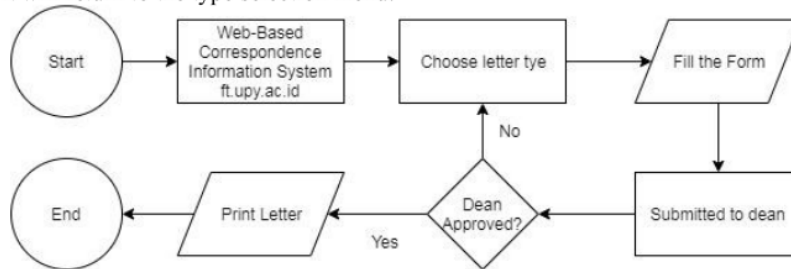 Start
Web-Based
Correspondence
Information System
ft.upy.ac.id
Choose letter tye
Fill the Form
No
End
Print Letter
Yes
Dean
Approved?
Submitted to dean